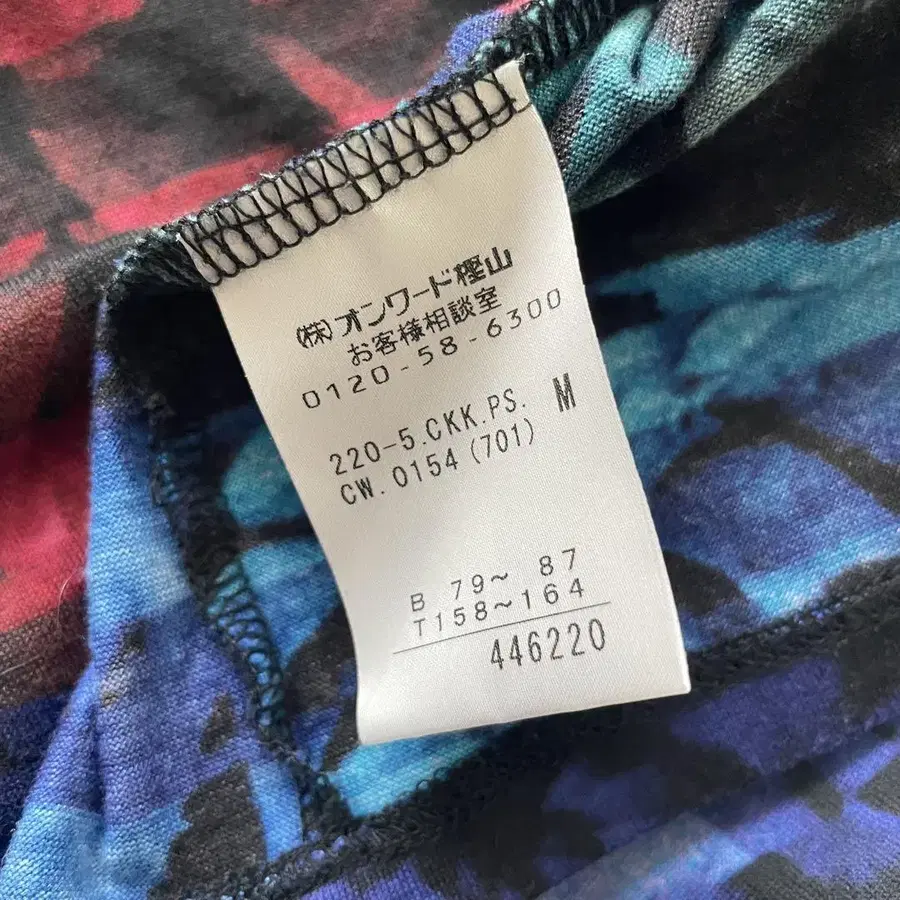 ㈱オンワード樫山
お客様相談室
0120-58-6300
220-5.CKK.PS. M
CW.0154(701)
B 79～ 87
T158～164
446220